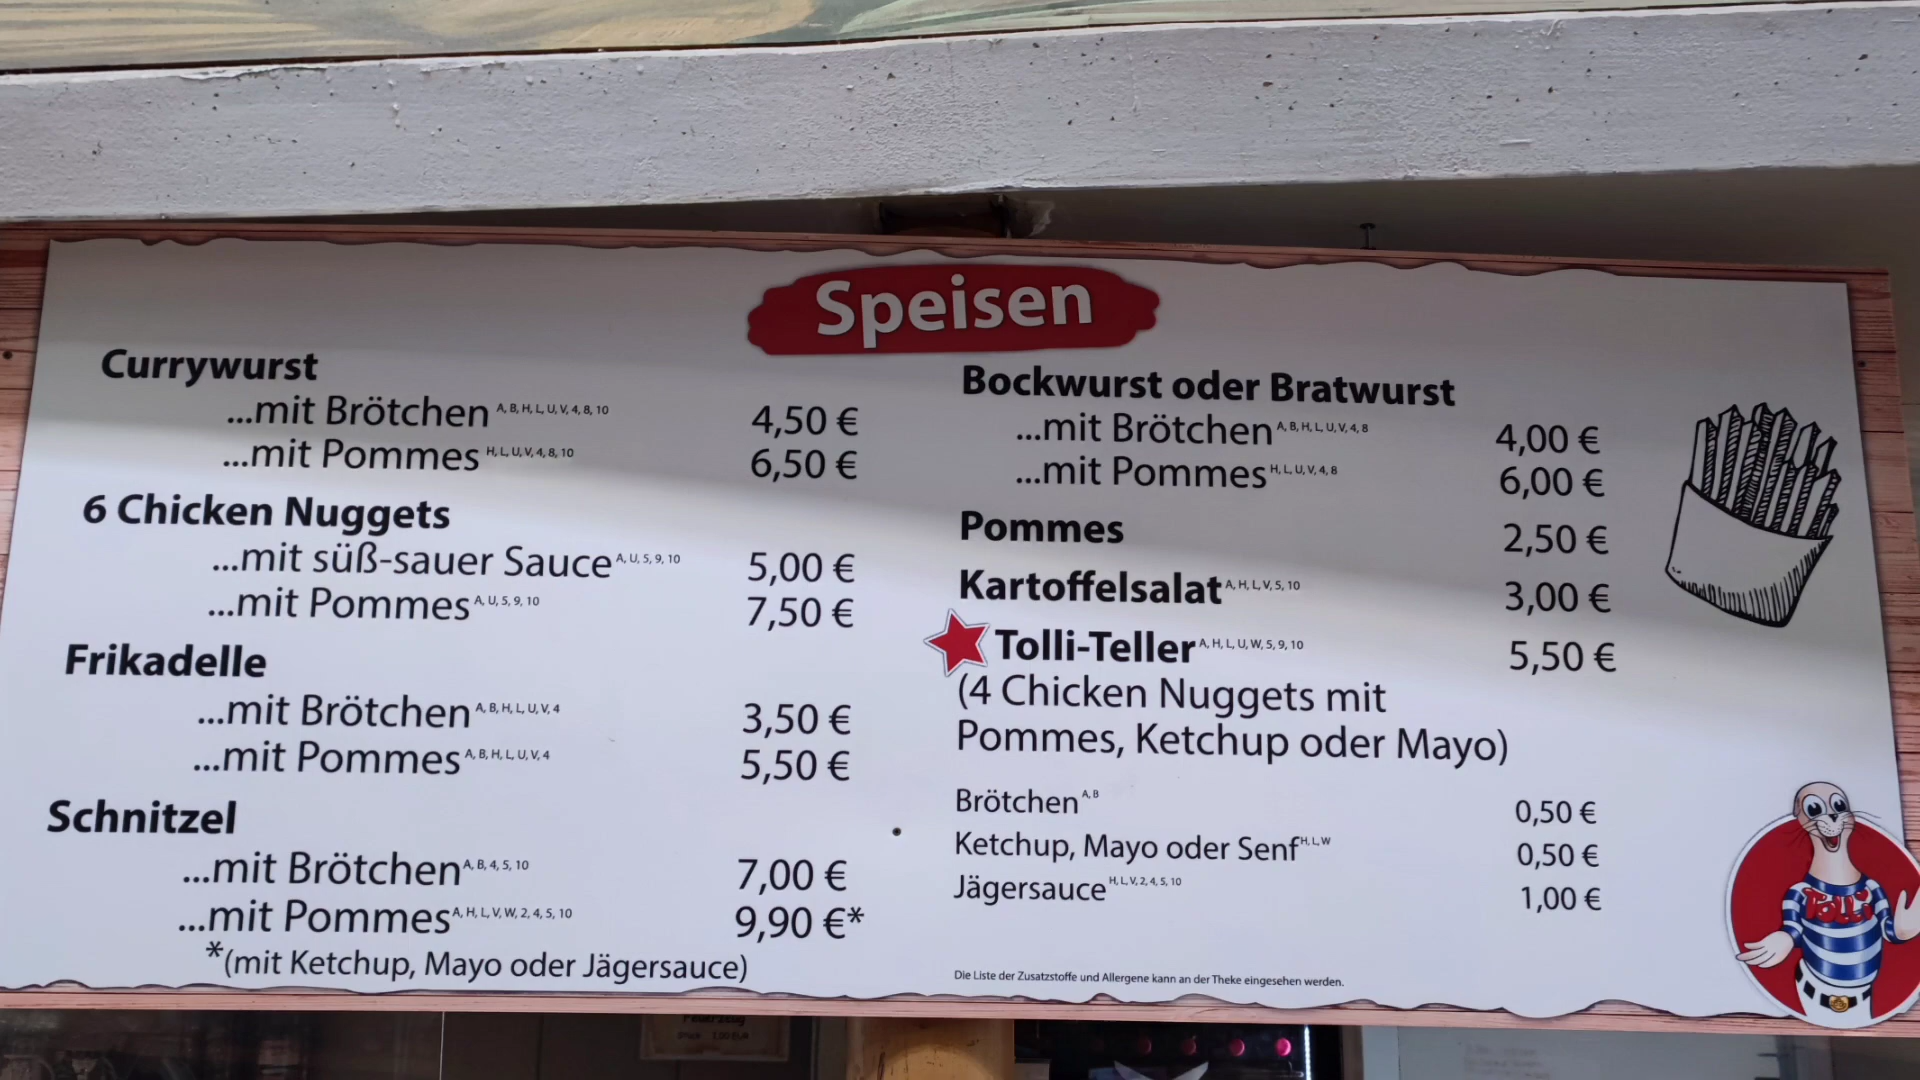 Speisen
Currywurst
...mit Brötchen A, B, H, L, U, V, 4, 8, 10 4,50 €
...mit Pommes H, L, U, V, 4, 8, 10 6,50 €
6 Chicken Nuggets
...mit süß-sauer Sauce A, U, 5, 9, 10 5,00 €
...mit Pommes A, U, 5, 9, 10 7,50 €
Frikadelle
...mit Brötchen A, B, H, L, U, V, 4 3,50 €
...mit Pommes A, B, H, L, U, V, 4 5,50 €
Schnitzel
...mit Brötchen A, B, 4, 5, 10 7,00 €
...mit Pommes A, H, L, V, W, 2, 4, 5, 10 9,90 €*
*(mit Ketchup, Mayo oder Jägersauce)
Bockwurst oder Bratwurst
...mit Brötchen A, B, H, L, U, V, 4, 8 4,00 €
...mit Pommes H, L, U, V, 4, 8 6,00 €
Pommes 2,50 €
Kartoffelsalat A, H, L, V, 5, 10 3,00 €
Tolli-Teller A, H, L, U, W, 5, 9, 10 5,50 €
(4 Chicken Nuggets mit
Pommes, Ketchup oder Mayo)
Brötchen A, B 0,50 €
Ketchup, Mayo oder Senf H, L, W 0,50 €
Jägersauce H, L, V, 2, 4, 5, 10 1,00 €
Die Liste der Zusatzstoffe und Allergene kann an der Theke eingesehen werden.
Tolli
Feuerzeug
Stück 1,00 EUR